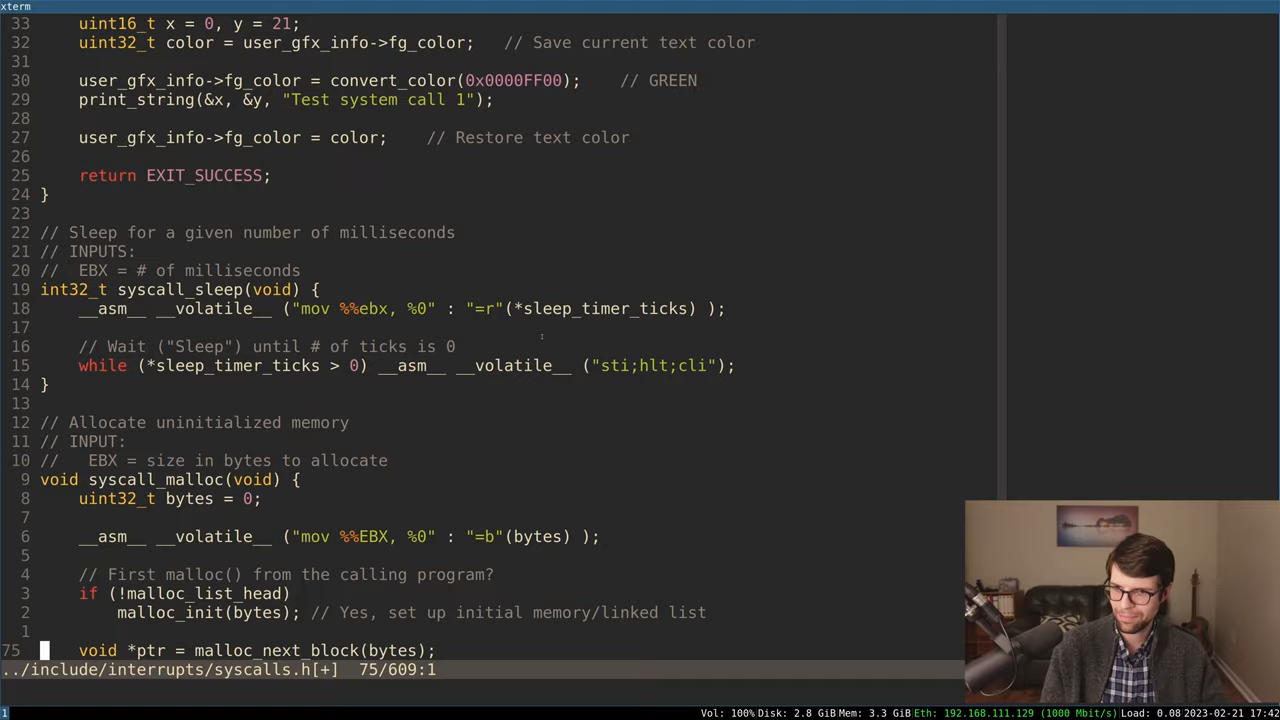 xterm
33 uint16_t x = 0, y = 21;
32 uint32_t color = user_gfx_info->fg_color; // Save current text color
31
30 user_gfx_info->fg_color = convert_color(0x0000FF00); // GREEN
29 print_string(&x, &y, "Test system call 1");
28
27 user_gfx_info->fg_color = color; // Restore text color
26
25 return EXIT_SUCCESS;
24 }
23
22 // Sleep for a given number of milliseconds
21 // INPUTS:
20 //  EBX = # of milliseconds
19 int32_t syscall_sleep(void) {
18 __asm__ __volatile__ ("mov %%ebx, %0" : "=r"(*sleep_timer_ticks) );
17
16 // Wait ("Sleep") until # of ticks is 0
15 while (*sleep_timer_ticks > 0) __asm__ __volatile__ ("sti;hlt;cli");
14 }
13
12 // Allocate uninitialized memory
11 // INPUT:
10 //   EBX = size in bytes to allocate
9 void syscall_malloc(void) {
8 uint32_t bytes = 0;
7
6 __asm__ __volatile__ ("mov %%EBX, %0" : "=b"(bytes) );
5
4 // First malloc() from the calling program?
3 if (!malloc_list_head)
2 malloc_init(bytes); // Yes, set up initial memory/linked list
1
75 void *ptr = malloc_next_block(bytes);
../include/interrupts/syscalls.h[+] 75/609:1
1 Vol: 100% Disk: 2.8 GiB Mem: 3.3 GiB Eth: 192.168.111.129 (1000 Mbit/s) Load: 0.08 2023-02-21 17:42